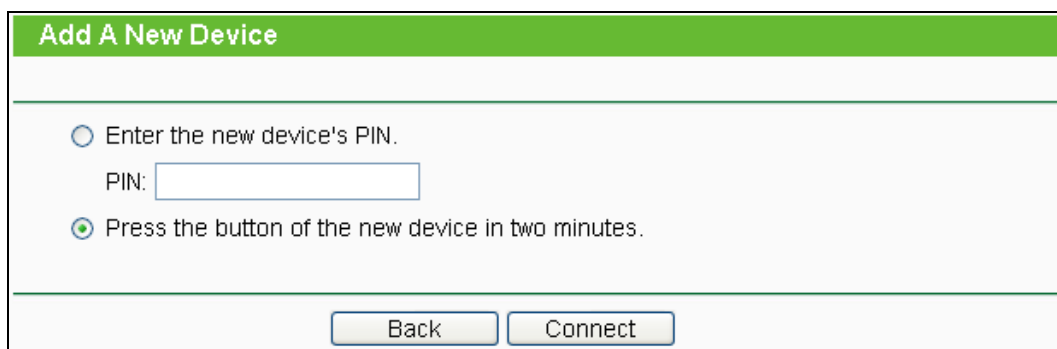 Add A New Device
Enter the new device's PIN.
PIN:
Press the button of the new device in two minutes.
Back Connect